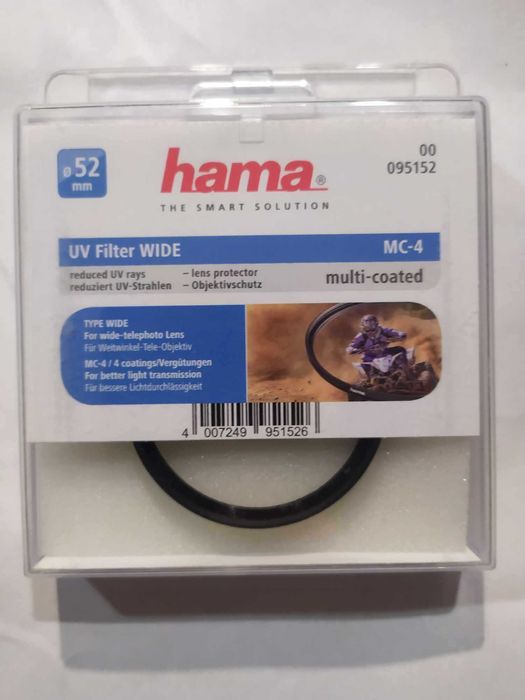 ø52
mm
hama®
THE SMART SOLUTION
00
095152
UV Filter WIDE
MC-4
reduced UV rays – lens protector
reduziert UV-Strahlen – Objektivschutz
multi-coated
TYPE WIDE
For wide-telephoto Lens
Für Weitwinkel-Tele-Objektiv
MC-4 / 4 coatings/Vergütungen
For better light transmission
Für bessere Lichtdurchlässigkeit
4 007249 951526